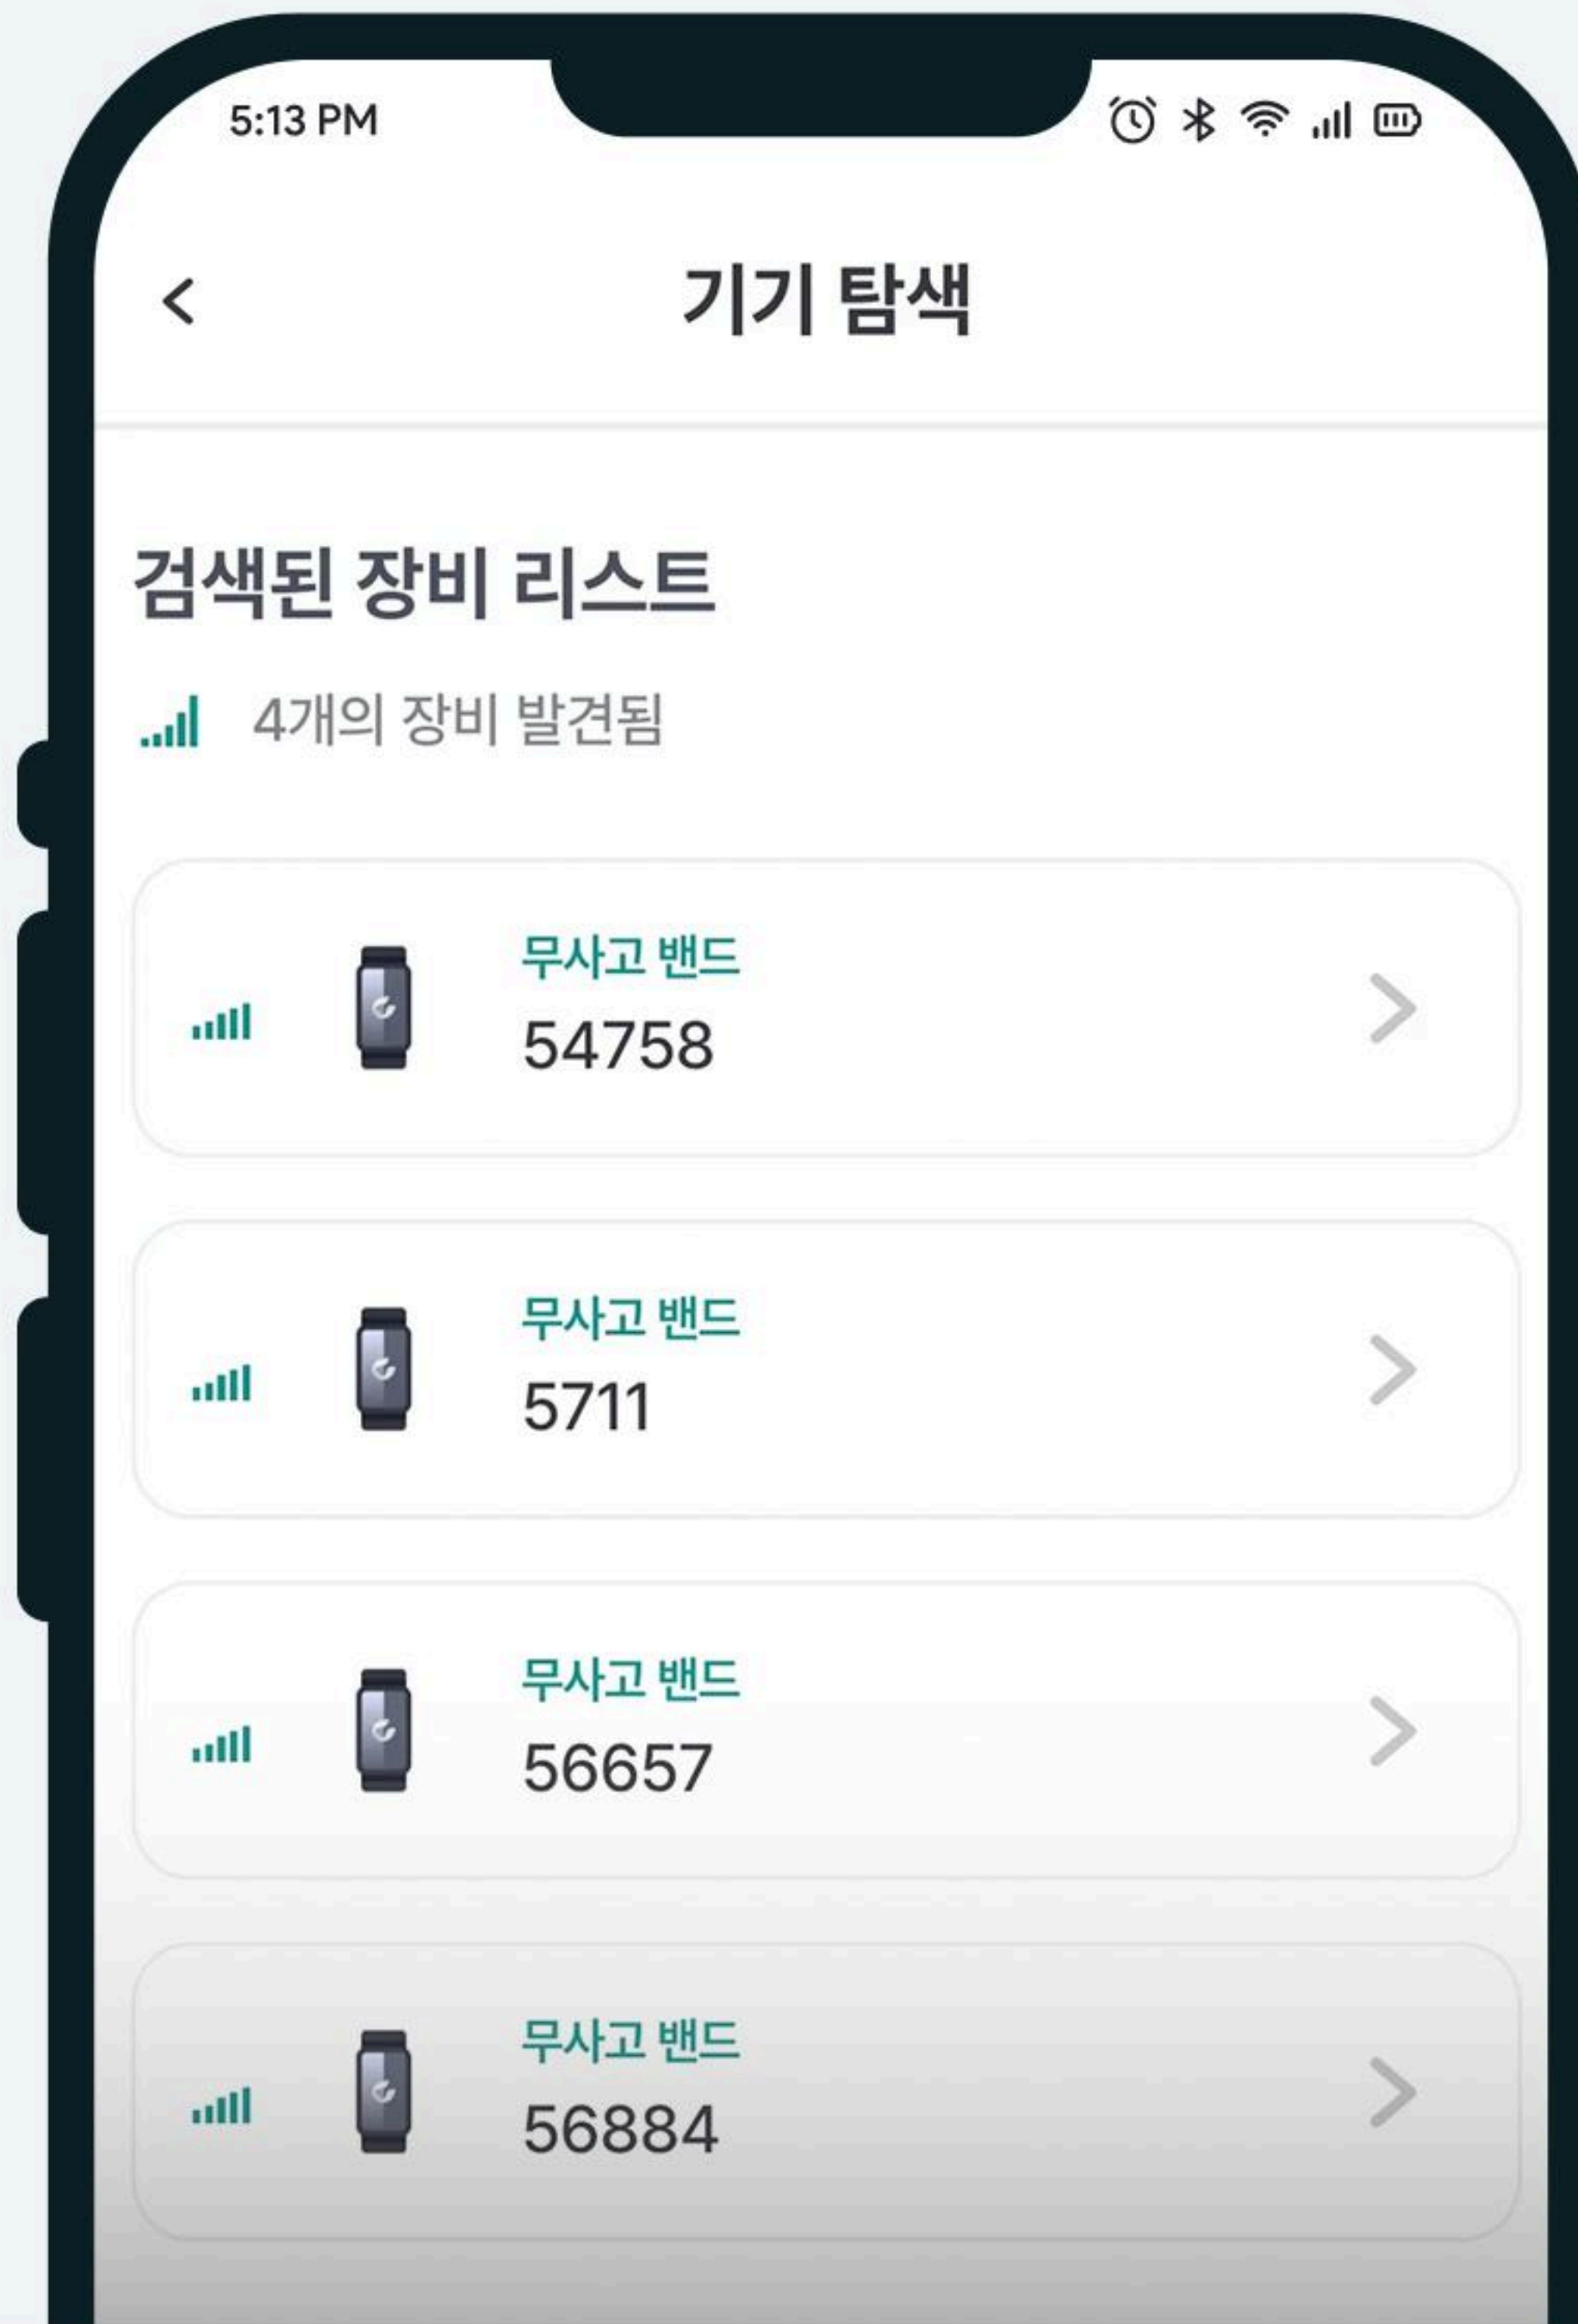 5:13 PM
기기 탐색
검색된 장비 리스트
4개의 장비 발견됨
무사고 밴드
54758
무사고 밴드
5711
무사고 밴드
56657
무사고 밴드
56884